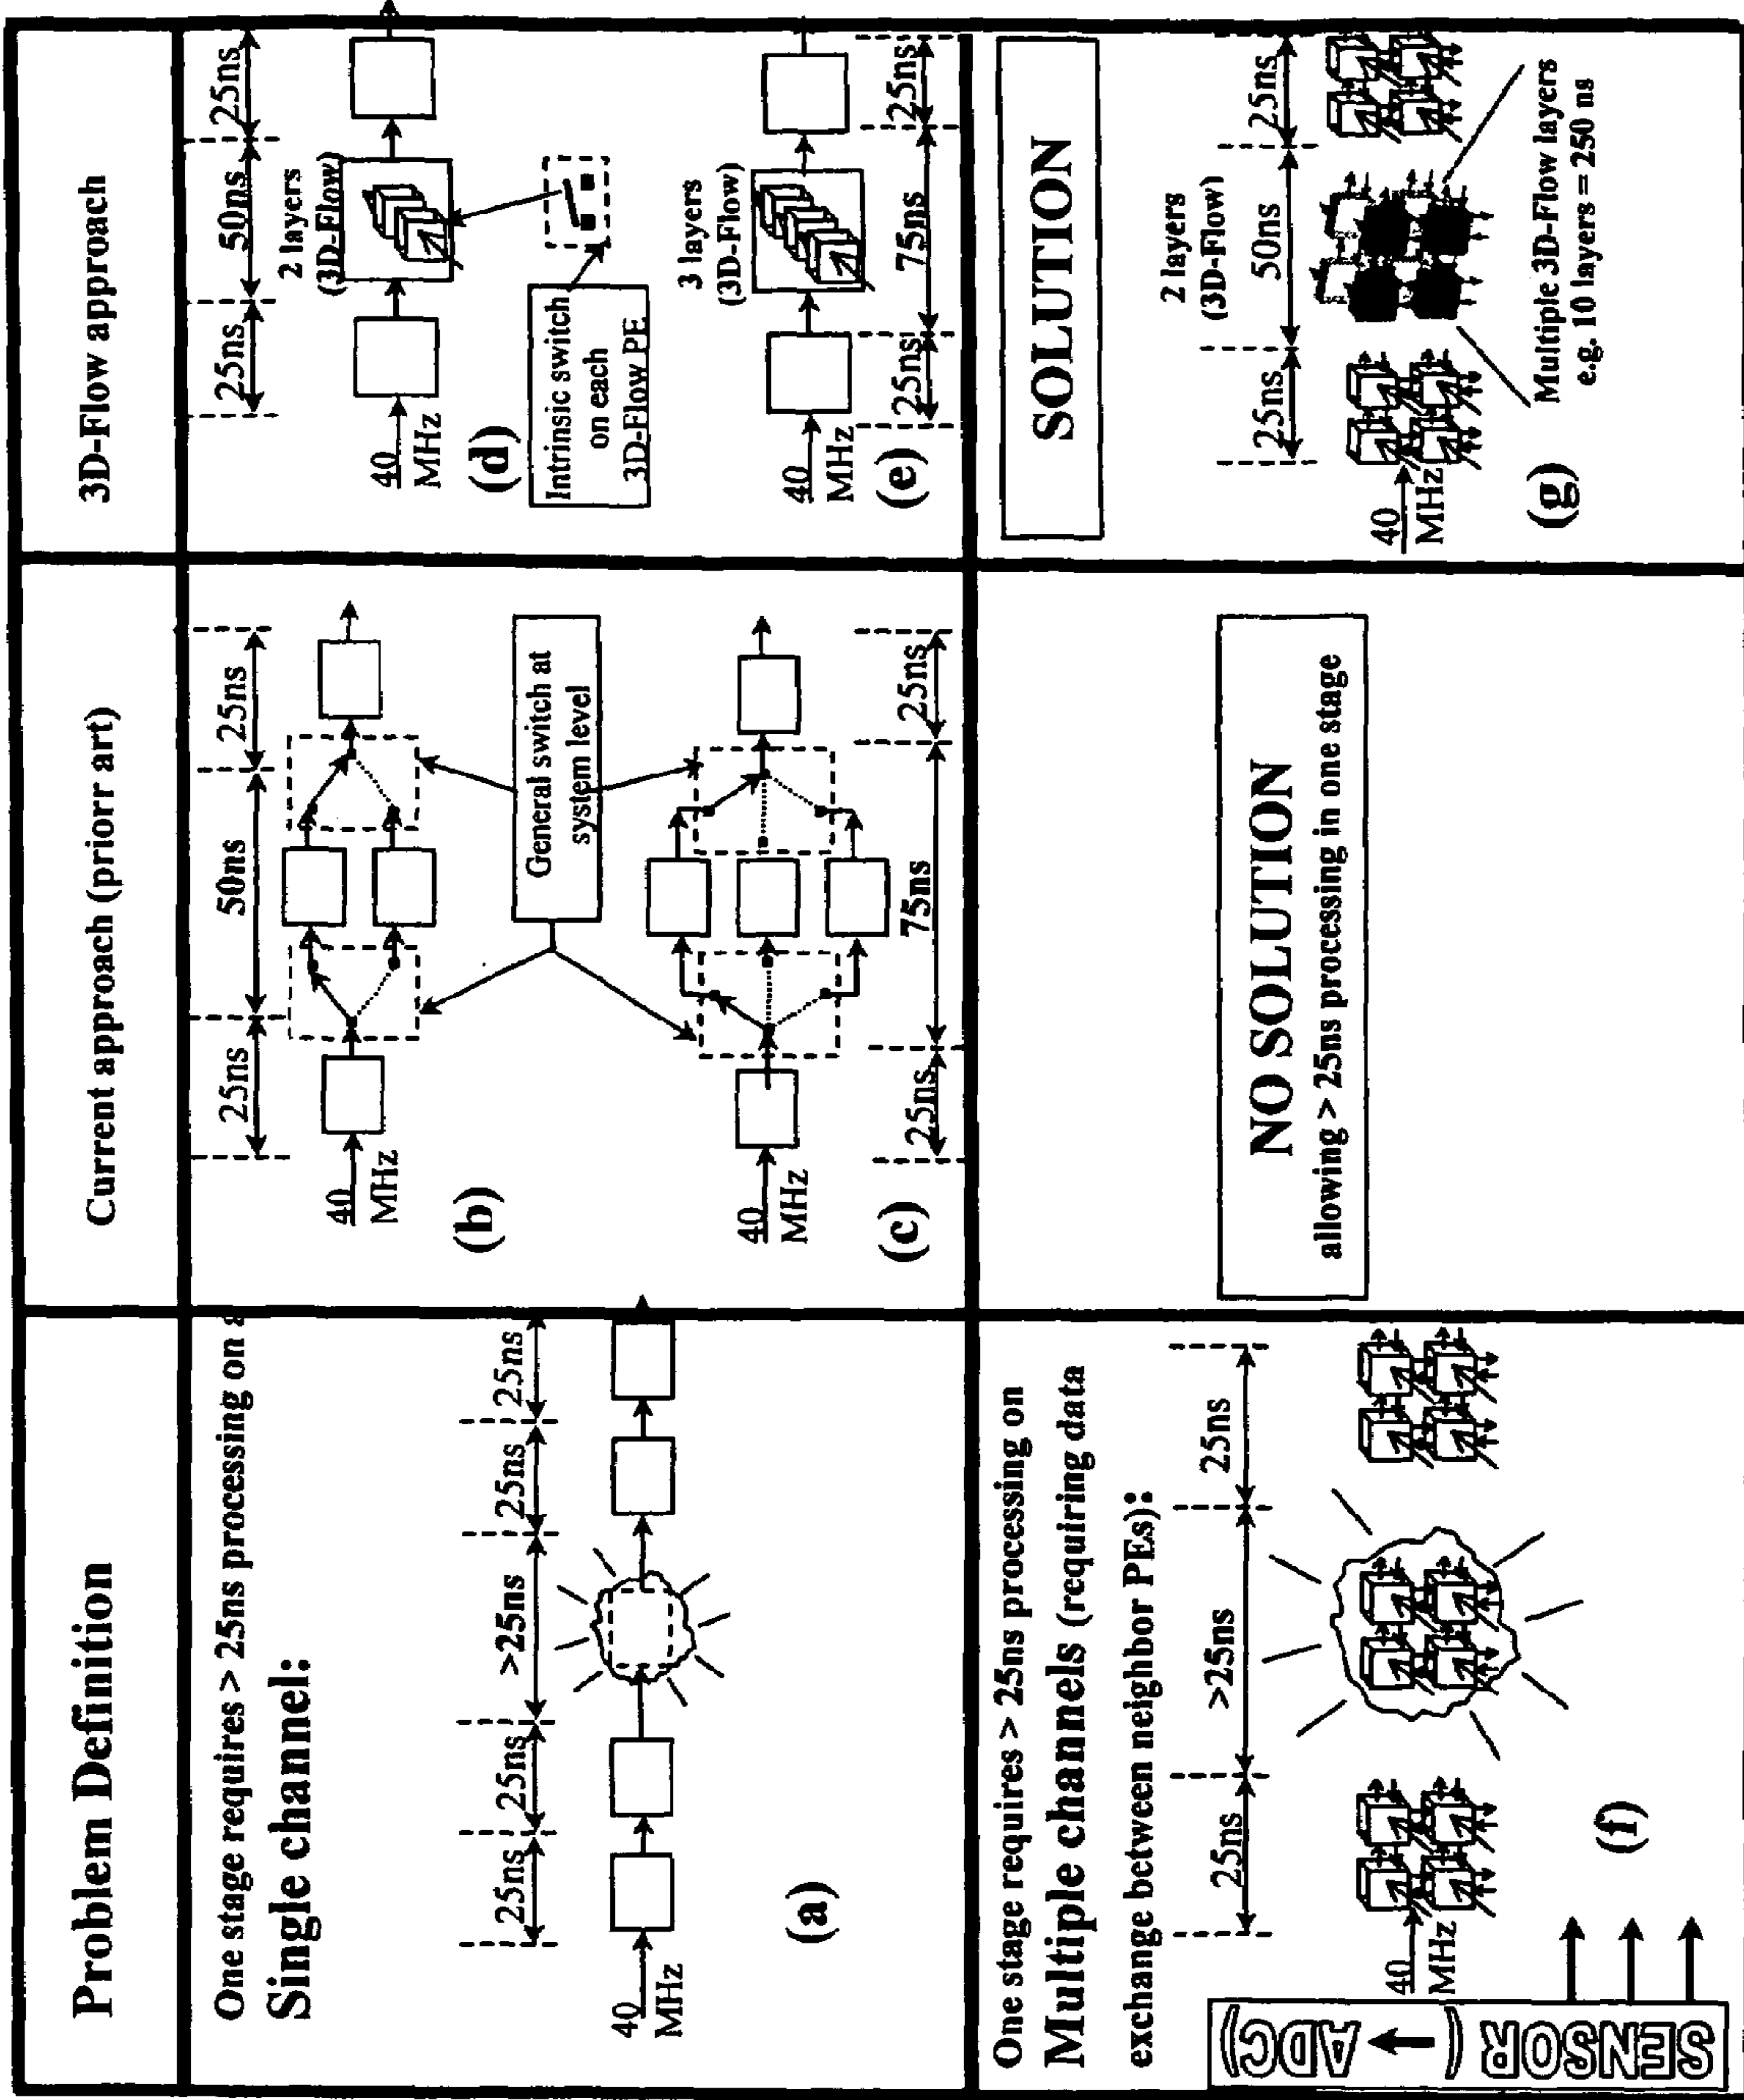 Problem Definition
Current approach (priorr art)
3D-Flow approach
One stage requires > 25ns processing on
Single channel:
25ns
25ns
>25ns
25ns
25ns
40
MHz
(a)
25ns
50ns
25ns
40
MHz
(b)
General switch at
system level
40
MHz
(c)
25ns
75ns
25ns
25ns
50ns
25ns
2 layers
(3D-Flow)
40
MHz
(d)
Intrinsic switch
on each
3D-Flow PE
3 layers
(3D-Flow)
40
MHz
(e)
25ns
75ns
25ns
One stage requires > 25ns processing on
Multiple channels (requiring data
exchange between neighbor PEs):
25ns
>25ns
25ns
40
MHz
SENSOR (→ ADC)
(f)
NO SOLUTION
allowing > 25ns processing in one stage
SOLUTION
2 layers
(3D-Flow)
25ns
50ns
25ns
40
MHz
(g)
Multiple 3D-Flow layers
e.g. 10 layers = 250 ns